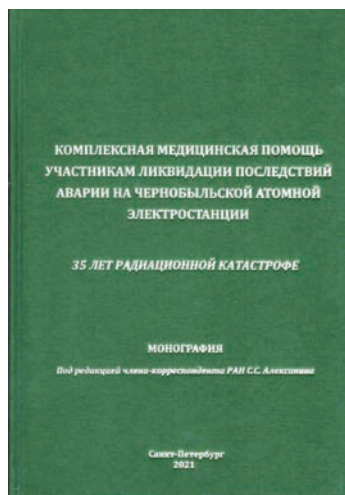 КОМПЛЕКСНАЯ МЕДИЦИНСКАЯ ПОМОЩЬ
УЧАСТНИКАМ ЛИКВИДАЦИИ ПОСЛЕДСТВИЙ
АВАРИИ НА ЧЕРНОБЫЛЬСКОЙ АТОМНОЙ
ЭЛЕКТРОСТАНЦИИ
35 ЛЕТ РАДИАЦИОННОЙ КАТАСТРОФЕ
МОНОГРАФИЯ
Под редакцией члена-корреспондента РАН С.С. Алексанина
Санкт-Петербург
2021